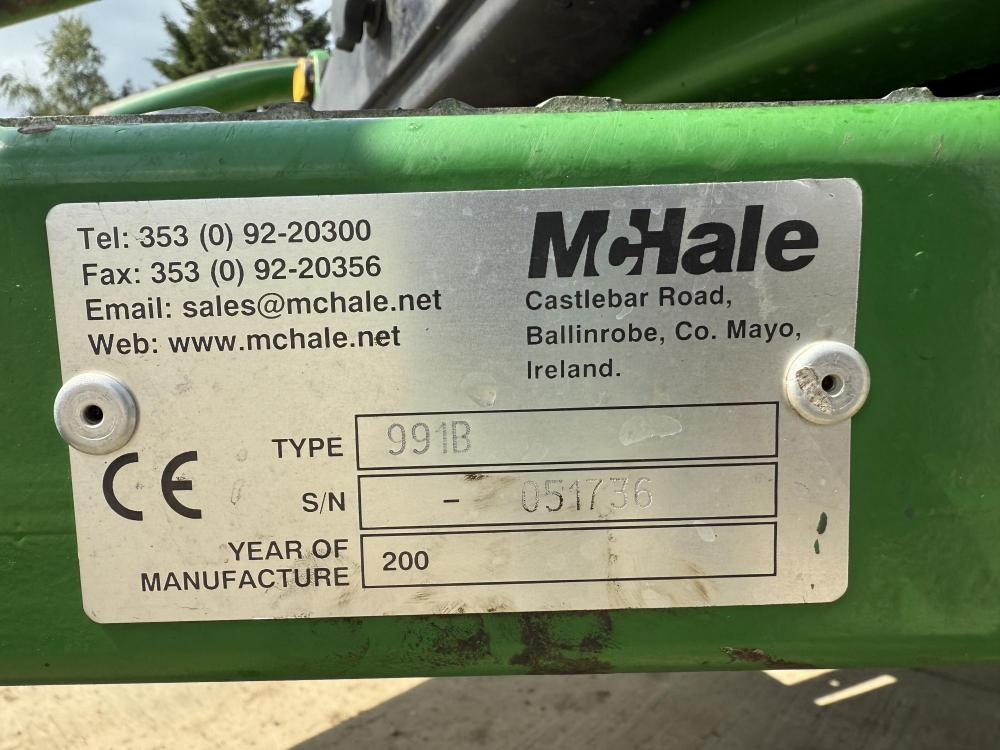 Tel: 353 (0) 92-20300
Fax: 353 (0) 92-20356
Email: sales@mchale.net
Web: www.mchale.net
McHale
Castlebar Road,
Ballinrobe, Co. Mayo,
Ireland.
CE
TYPE 991B
S/N - 051736
YEAR OF
MANUFACTURE 200